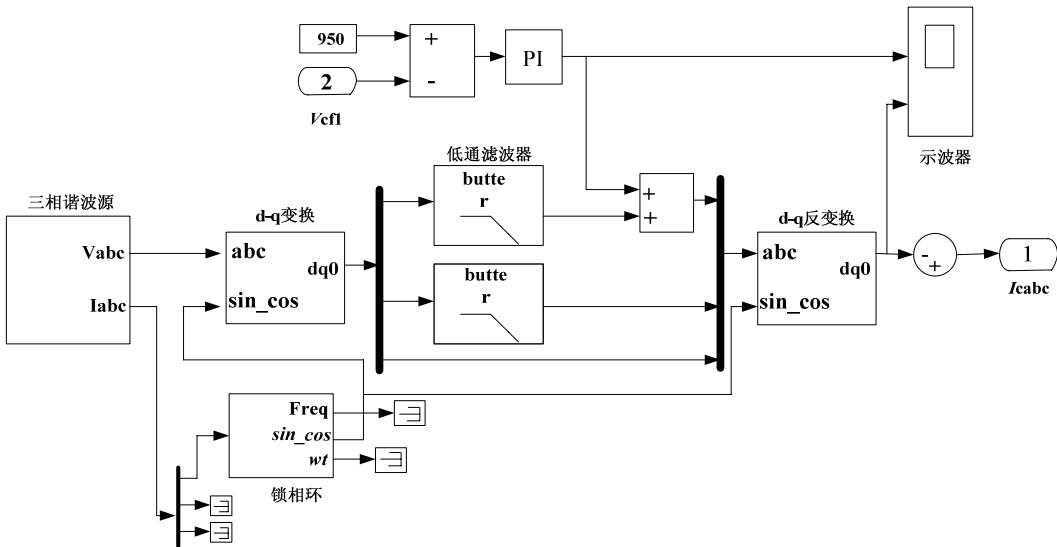 950
+
-
2
Vcf1
PI
示波器
低通滤波器
butte
r
+
+
三相谐波源
Vabc
Iabc
d-q变换
abc
dq0
sin_cos
butte
r
d-q反变换
abc
dq0
sin_cos
-
+
1
Icabc
Freq
sin_cos
wt
锁相环